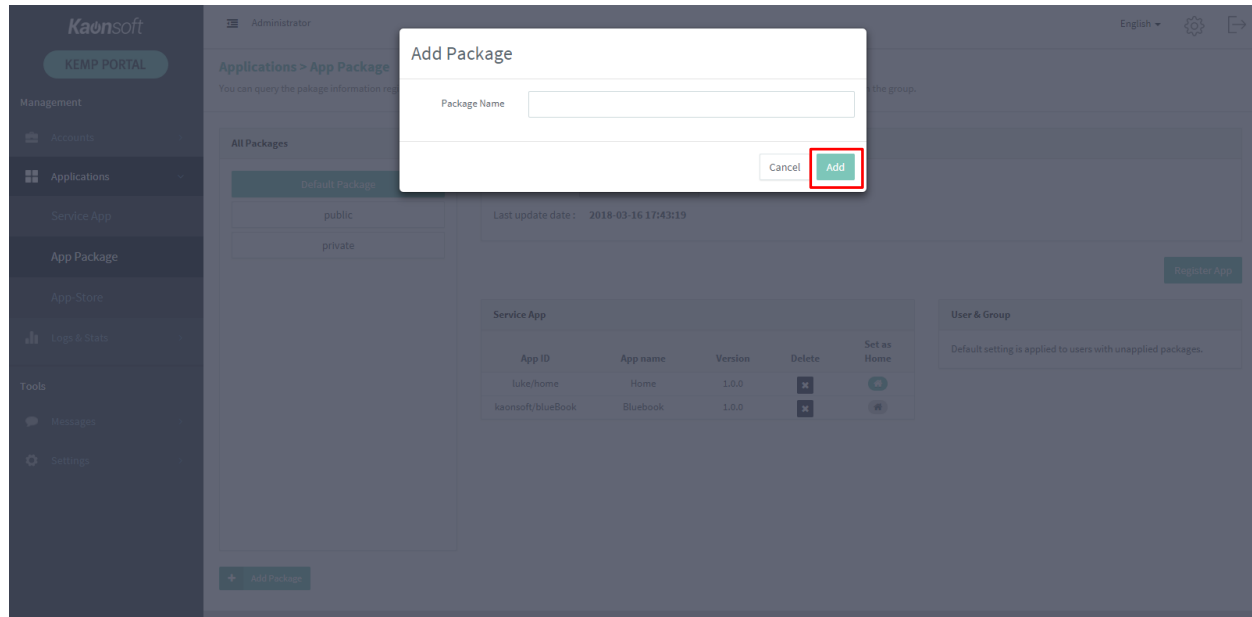 Kaonsoft
Administrator
English
KEMP PORTAL
Management
Accounts
Applications
Service App
App Package
App-Store
Logs & Stats
Tools
Messages
Settings
Applications > App Package
You can query the pakage information reg
the group.
Add Package
Package Name
Cancel
Add
All Packages
Default Package
public
private
Last update date : 2018-03-16 17:43:19
Register App
Service App
App ID App name Version Delete Set as Home
luke/home Home 1.0.0
kaonsoft/blueBook Bluebook 1.0.0
User & Group
Default setting is applied to users with unapplied packages.
Add Package